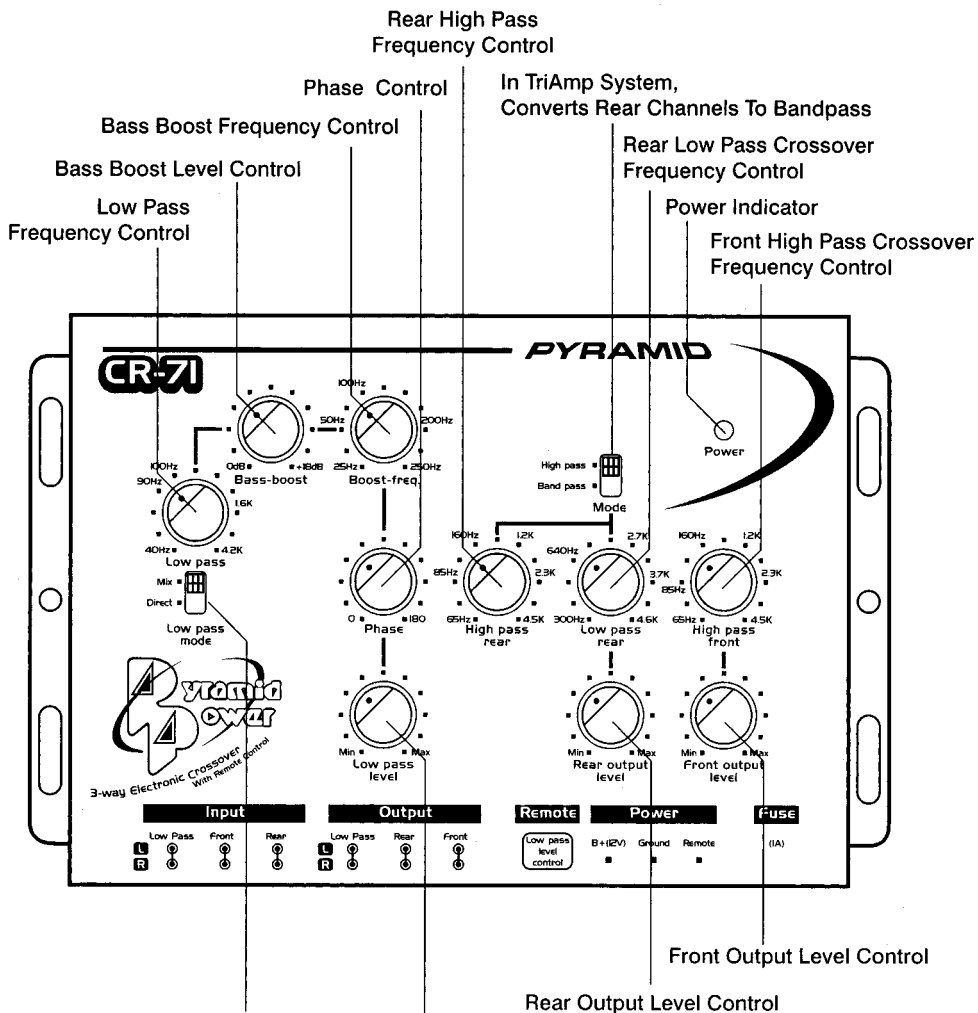 Rear High Pass
Frequency Control
In TriAmp System,
Converts Rear Channels To Bandpass
Phase Control
Bass Boost Frequency Control
Rear Low Pass Crossover
Frequency Control
Bass Boost Level Control
Power Indicator
Low Pass
Frequency Control
Front High Pass Crossover
Frequency Control
CR-71
PYRAMID
100Hz
50Hz
200Hz
25Hz
250Hz
Boost-freq.
0dB
+18dB
Bass-boost
Power
High pass
Band pass
Mode
100Hz
90Hz
1.6K
40Hz
4.2K
Low pass
Mix
Direct
Low pass
mode
0
180
Phase
160Hz
1.2K
85Hz
2.3K
65Hz
4.5K
High pass
rear
640Hz
2.7K
3.7K
300Hz
4.6K
Low pass
rear
160Hz
1.2K
85Hz
2.3K
65Hz
4.5K
High pass
front
Pyramid
Power
3-way Electronic Crossover
With Remote Control
Min
Max
Low pass
level
Min
Max
Rear output
level
Min
Max
Front output
level
Input
Output
Remote
Power
Fuse
Low Pass
Front
Rear
L
R
Low Pass
Rear
Front
L
R
Low pass
level
control
B+(12V)
Ground
Remote
(1A)
Front Output Level Control
Rear Output Level Control